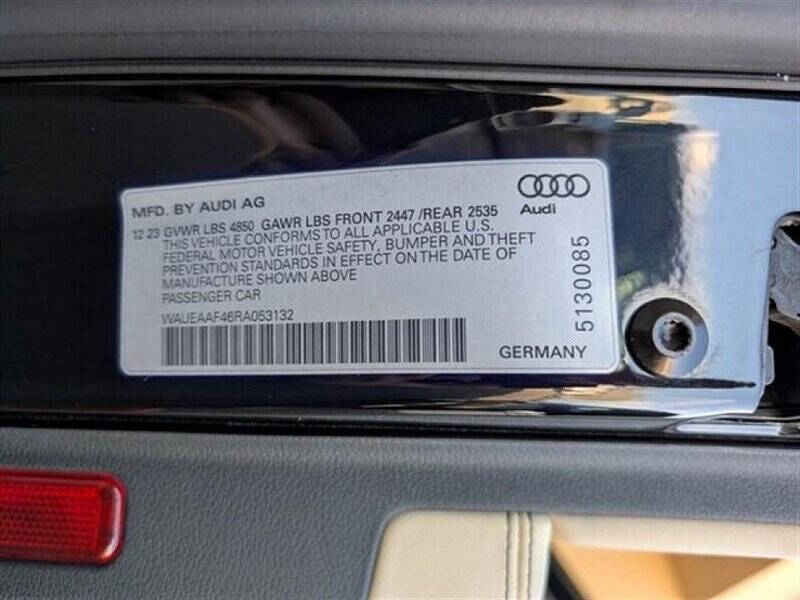 MFD. BY AUDI AG
Audi
12 23 GVWR LBS 4850 GAWR LBS FRONT 2447 /REAR 2535
THIS VEHICLE CONFORMS TO ALL APPLICABLE U.S.
FEDERAL MOTOR VEHICLE SAFETY, BUMPER AND THEFT
PREVENTION STANDARDS IN EFFECT ON THE DATE OF
MANUFACTURE SHOWN ABOVE
PASSENGER CAR
WAUEAAF46RA053132
5130085
GERMANY